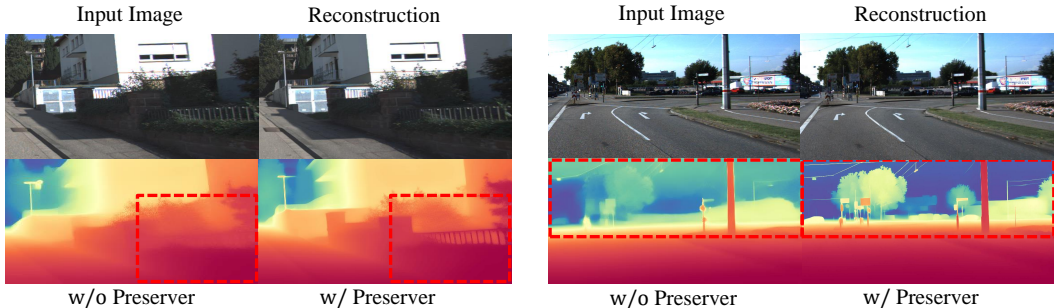 Input Image Reconstruction Input Image Reconstruction
w/o Preserver w/ Preserver w/o Preserver w/ Preserver